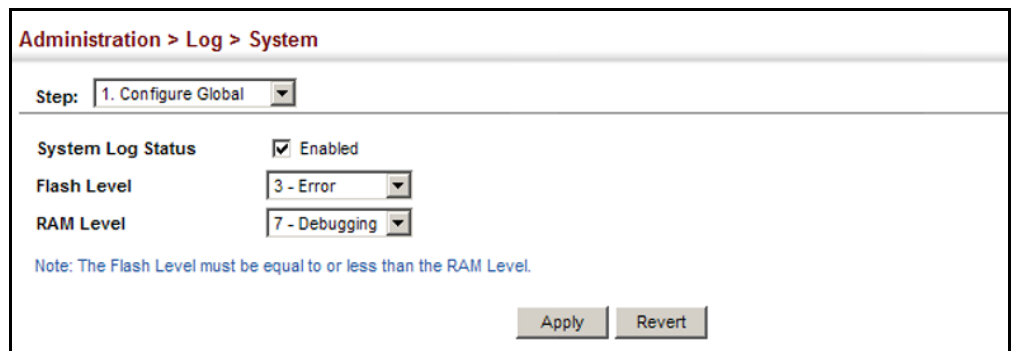 Administration > Log > System
Step: 1. Configure Global
System Log Status Enabled
Flash Level 3 - Error
RAM Level 7 - Debugging
Note: The Flash Level must be equal to or less than the RAM Level.
Apply Revert